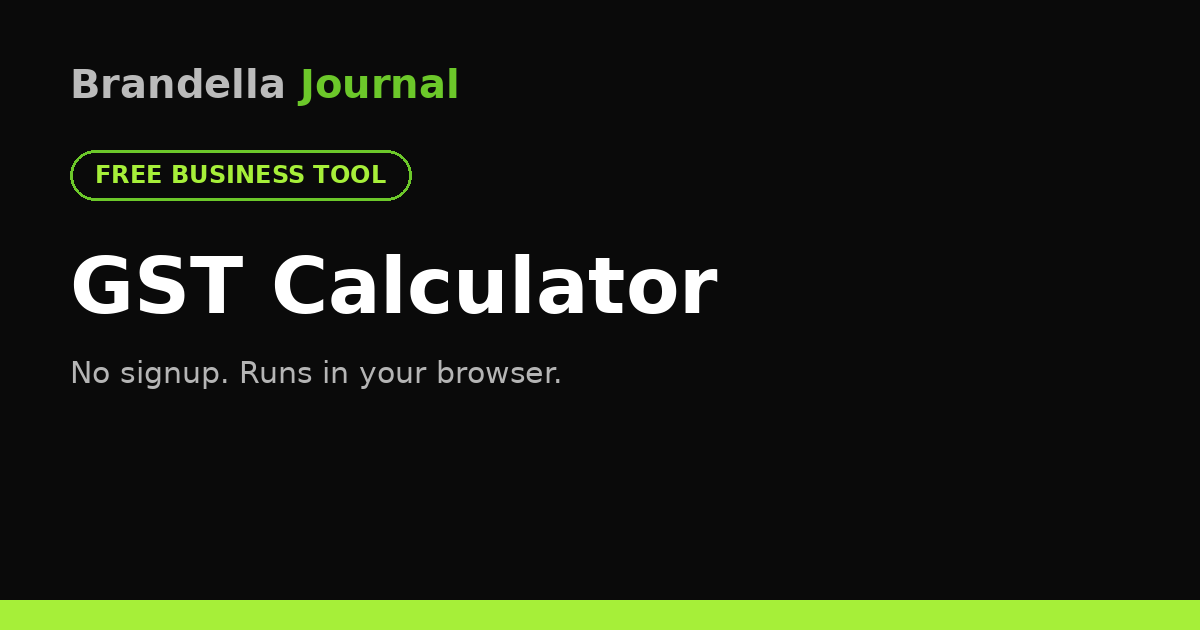 Brandella Journal
FREE BUSINESS TOOL
GST Calculator
No signup. Runs in your browser.